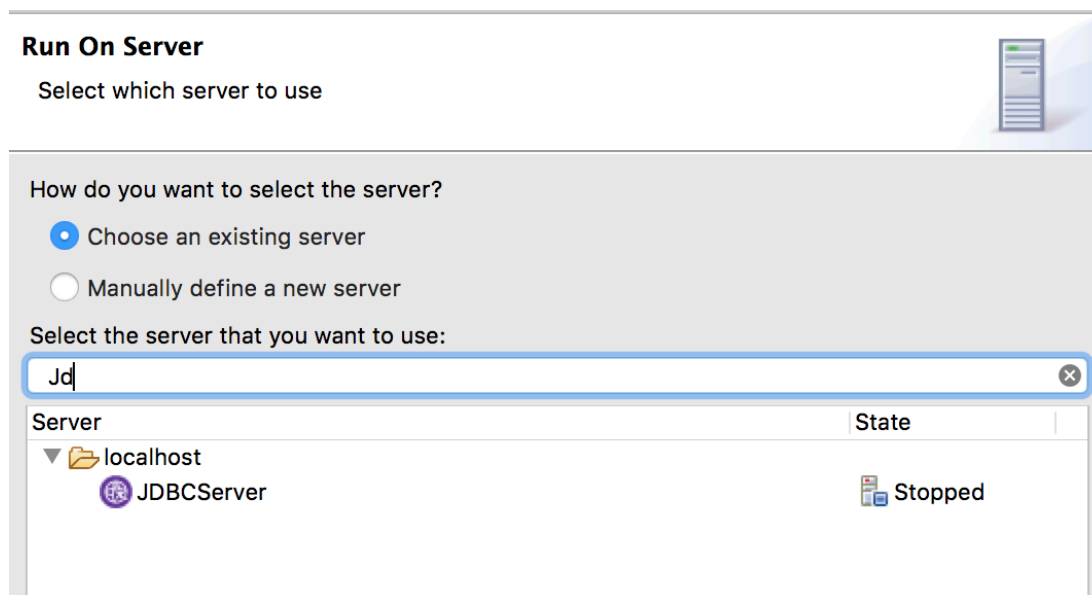 Run On Server
Select which server to use
How do you want to select the server?
Choose an existing server
Manually define a new server
Select the server that you want to use:
Jd
Server State
localhost
JDBCServer Stopped